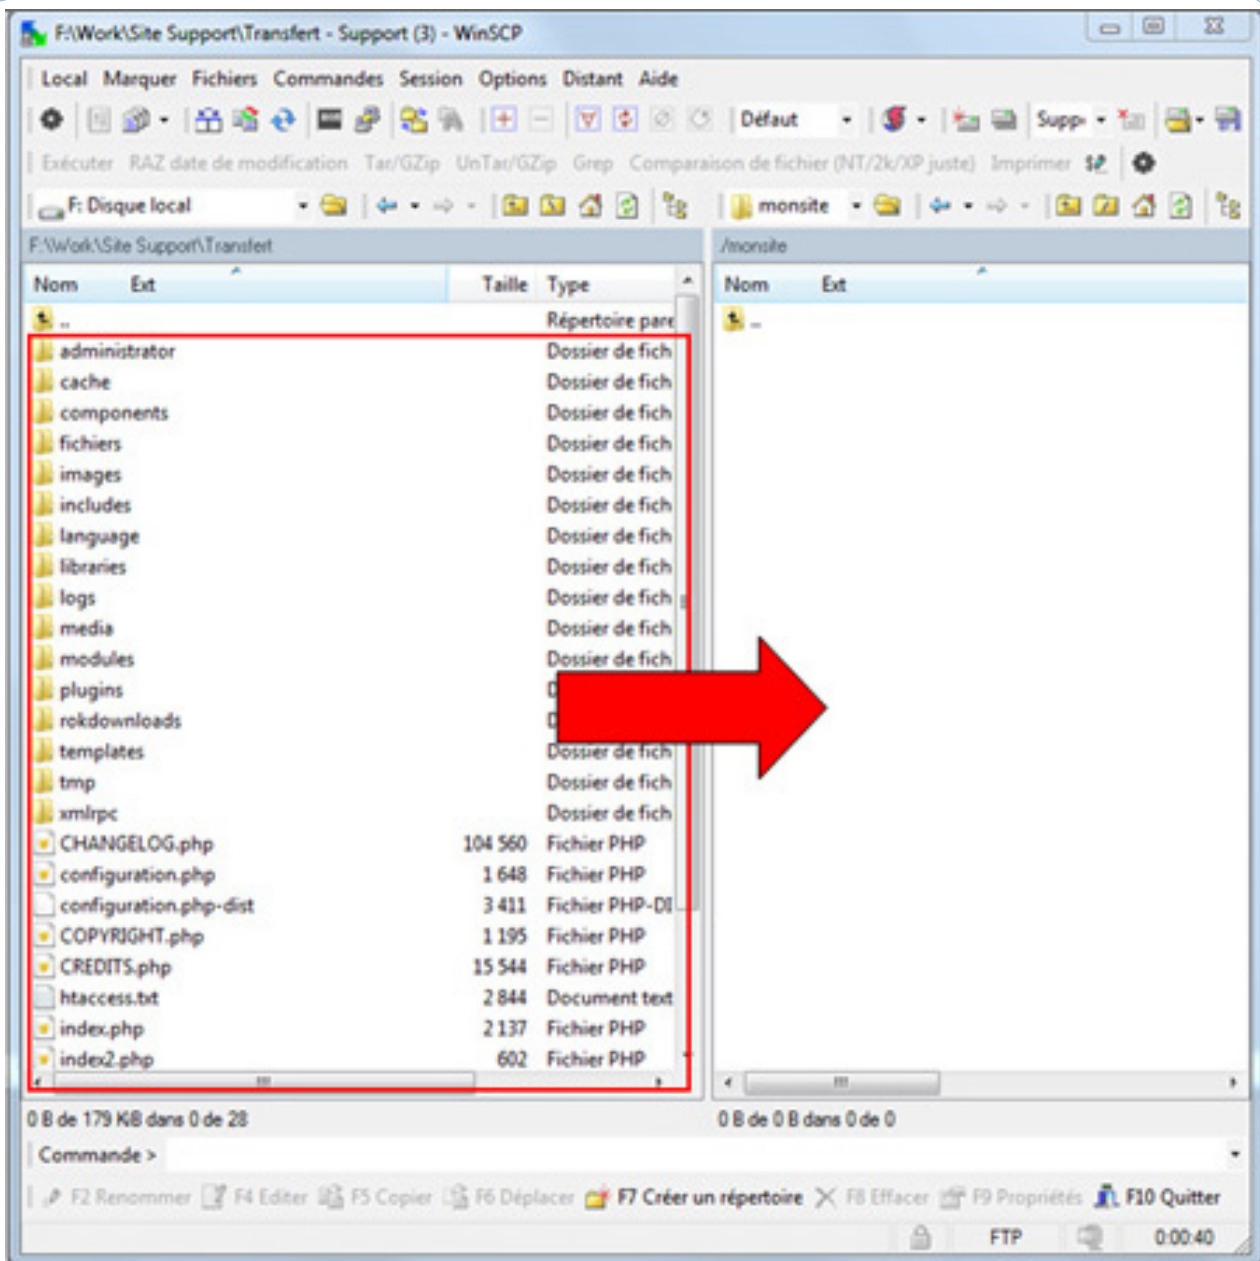 F:\Work\Site Support\Transfert - Support (3) - WinSCP
Local Marquer Fichiers Commandes Session Options Distant Aide
Défaut Supp
Exécuter RAZ date de modification Tar/GZip UnTar/GZip Grep Comparaison de fichier (NT/2k/XP juste) Imprimer
F: Disque local monsite
F:\Work\Site Support\Transfert /monsite
Nom Ext Taille Type Nom Ext
.. Répertoire pare ..
administrator Dossier de fich
cache Dossier de fich
components Dossier de fich
fichiers Dossier de fich
images Dossier de fich
includes Dossier de fich
language Dossier de fich
libraries Dossier de fich
logs Dossier de fich
media Dossier de fich
modules Dossier de fich
plugins D
rokdownloads D
templates Dossier de fich
tmp Dossier de fich
xmlrpc Dossier de fich
CHANGELOG.php 104 560 Fichier PHP
configuration.php 1 648 Fichier PHP
configuration.php-dist 3 411 Fichier PHP-DI
COPYRIGHT.php 1 195 Fichier PHP
CREDITS.php 15 544 Fichier PHP
htaccess.txt 2 844 Document text
index.php 2 137 Fichier PHP
index2.php 602 Fichier PHP
0 B de 179 KiB dans 0 de 28 0 B de 0 B dans 0 de 0
Commande >
F2 Renommer F4 Editer F5 Copier F6 Déplacer F7 Créer un répertoire F8 Effacer F9 Propriétés F10 Quitter
FTP 0:00:40